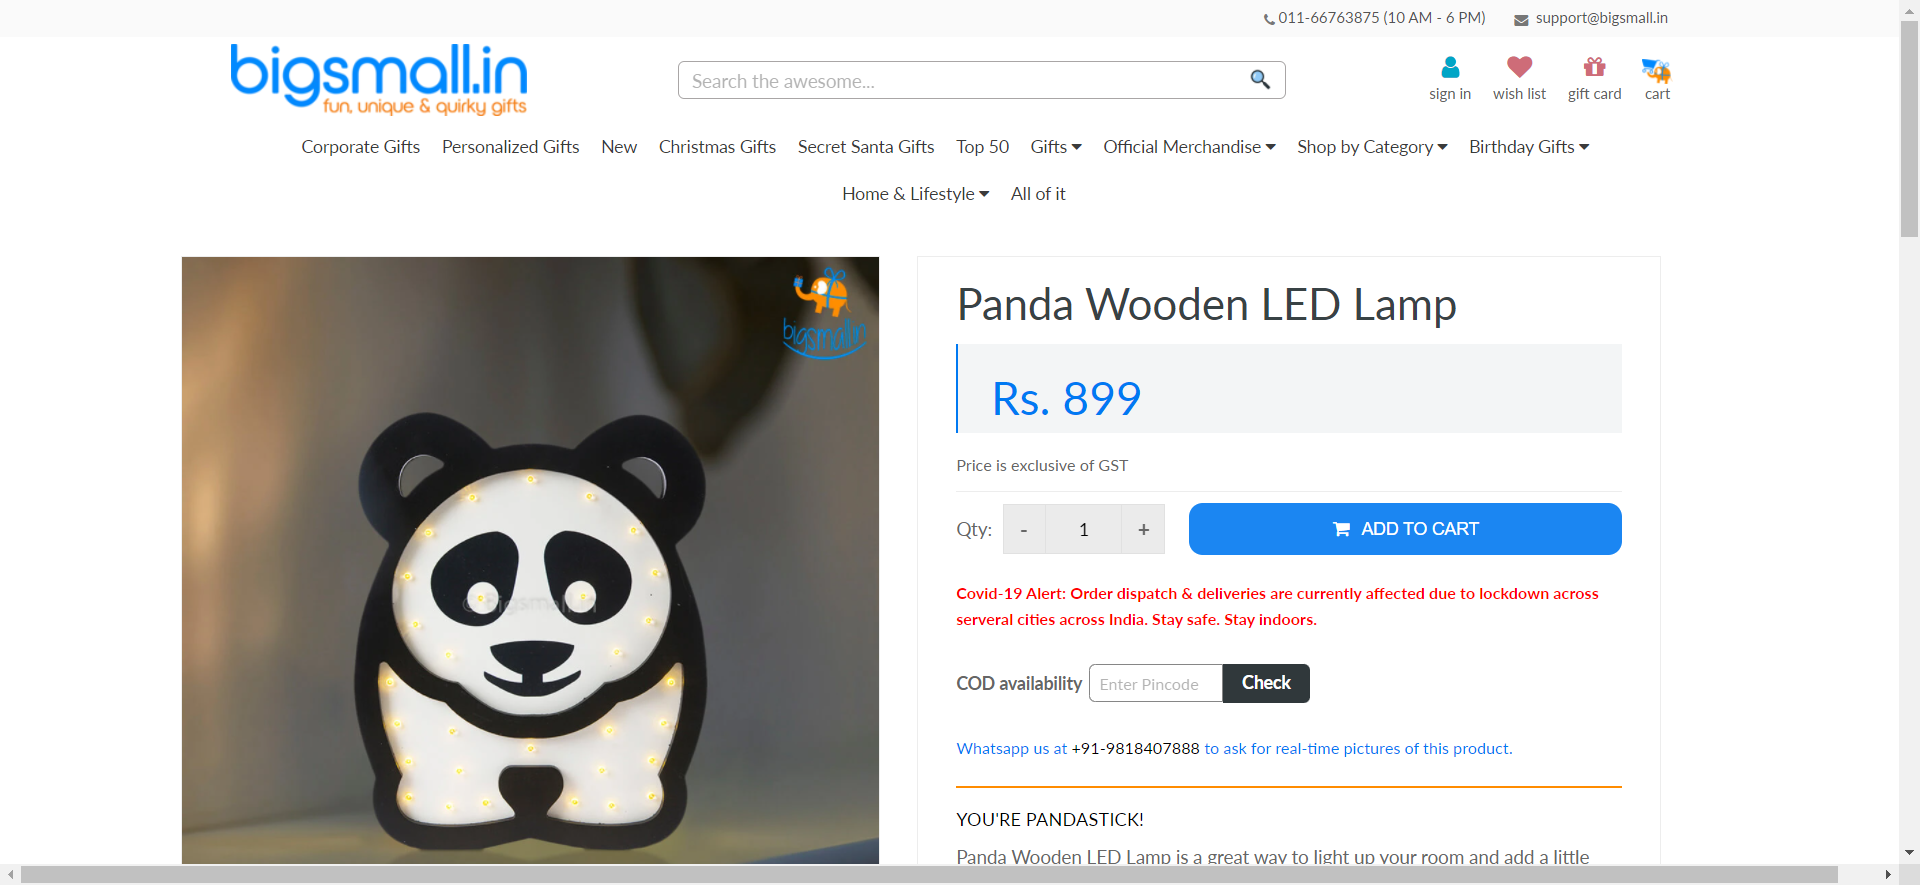 011-66763875 (10 AM - 6 PM) support@bigsmall.in
bigsmall.in
fun, unique & quirky gifts
Search the awesome...
sign in wish list gift card cart
Corporate Gifts Personalized Gifts New Christmas Gifts Secret Santa Gifts Top 50 Gifts Official Merchandise Shop by Category Birthday Gifts
Home & Lifestyle All of it
bigsmall.in
© Bigsmall.in
Panda Wooden LED Lamp
Rs. 899
Price is exclusive of GST
Qty: - 1 + ADD TO CART
Covid-19 Alert: Order dispatch & deliveries are currently affected due to lockdown across
serveral cities across India. Stay safe. Stay indoors.
COD availability Enter Pincode Check
Whatsapp us at +91-9818407888 to ask for real-time pictures of this product.
YOU'RE PANDASTICK!
Panda Wooden LED Lamp is a great way to light up your room and add a little